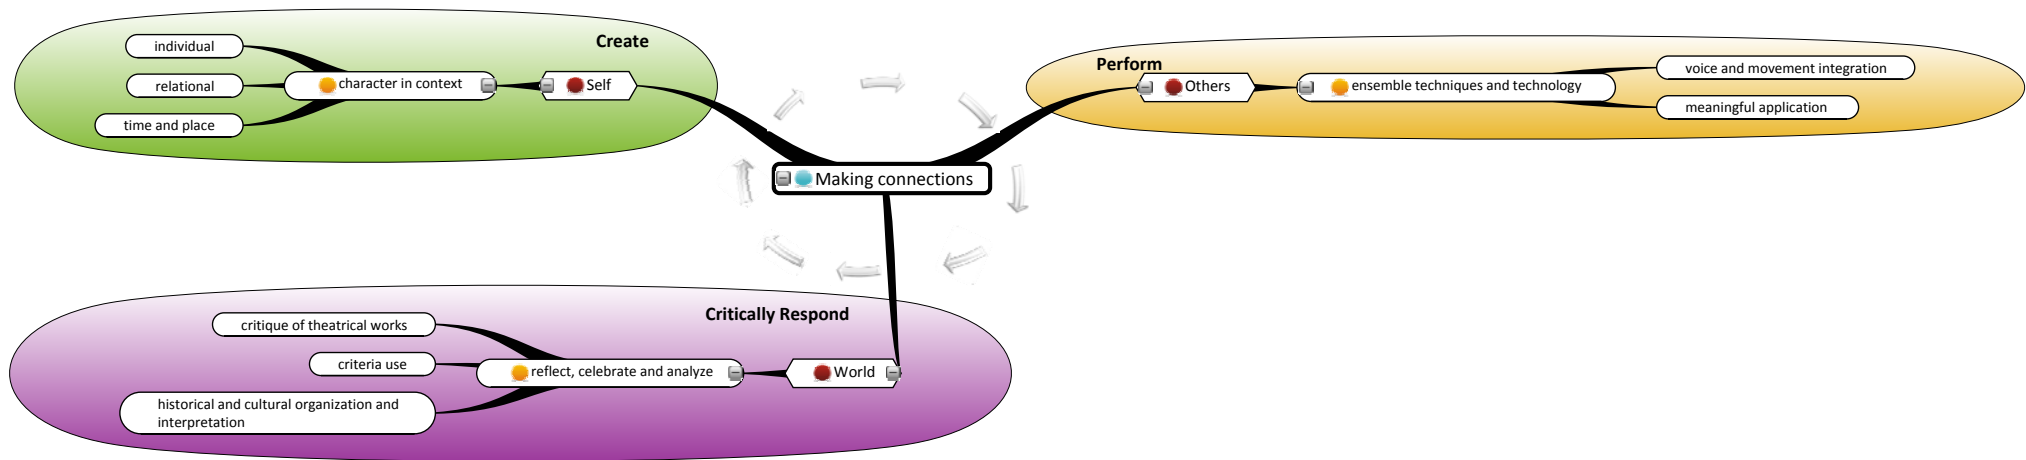 Create
individual
relational
time and place
character in context
Self
Perform
Others
ensemble techniques and technology
voice and movement integration
meaningful application
Making connections
Critically Respond
critique of theatrical works
criteria use
historical and cultural organization and
interpretation
reflect, celebrate and analyze
World